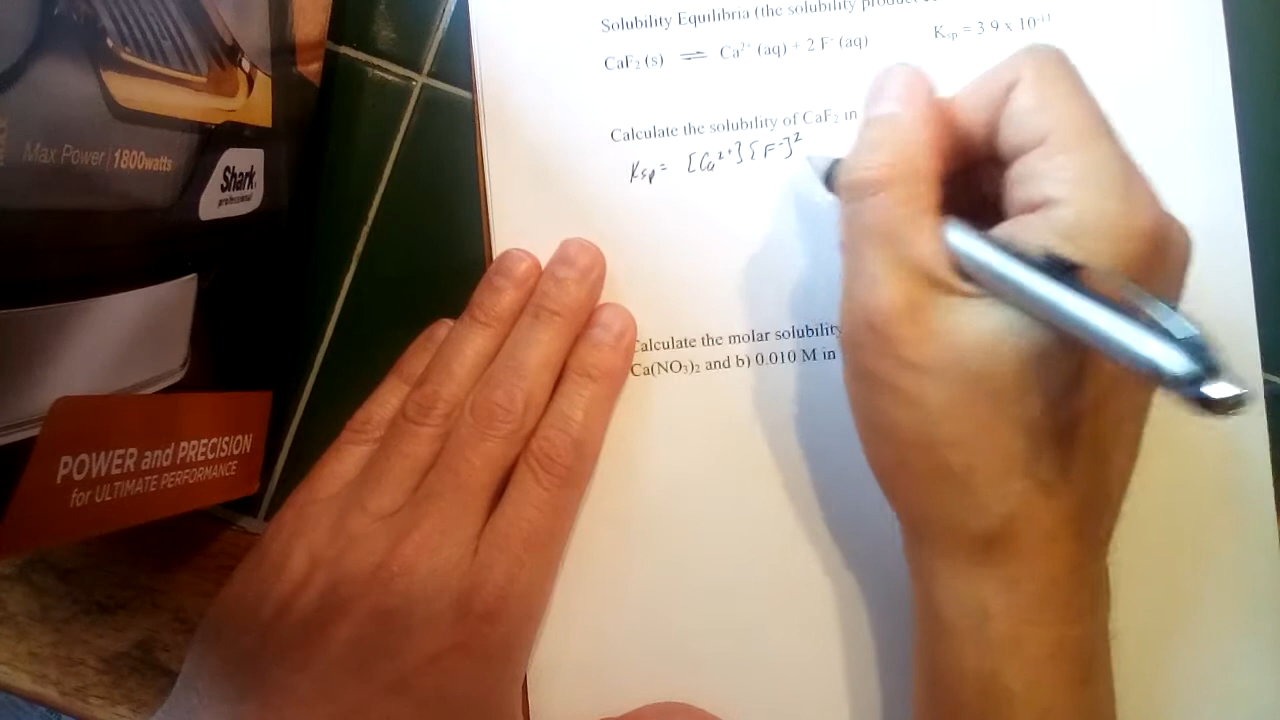 Solubility Equilibria (the solubility product
CaF₂ (s) ⇌ Ca²⁺ (aq) + 2 F⁻ (aq)
Ksp = 3.9 x 10⁻¹¹
Calculate the solubility of CaF₂ in
Ksp = [Ca²⁺][F⁻]²
Calculate the molar solubility
Ca(NO₃)₂ and b) 0.010 M in
Max Power | 1800watts
Shark
professional
POWER and PRECISION
for ULTIMATE PERFORMANCE